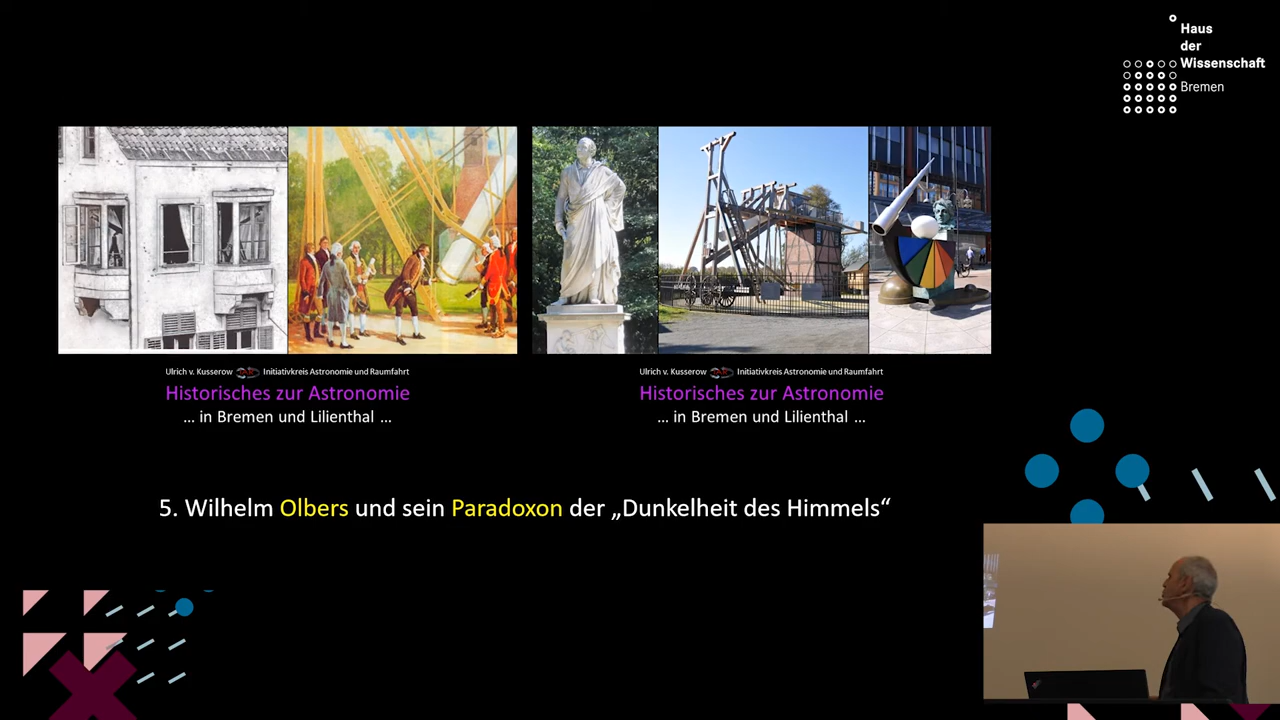 Haus
der
Wissenschaft
Bremen
Ulrich v. Kusserow Initiativkreis Astronomie und Raumfahrt
Historisches zur Astronomie
... in Bremen und Lilienthal ...
Ulrich v. Kusserow Initiativkreis Astronomie und Raumfahrt
Historisches zur Astronomie
... in Bremen und Lilienthal ...
5. Wilhelm Olbers und sein Paradoxon der „Dunkelheit des Himmels“